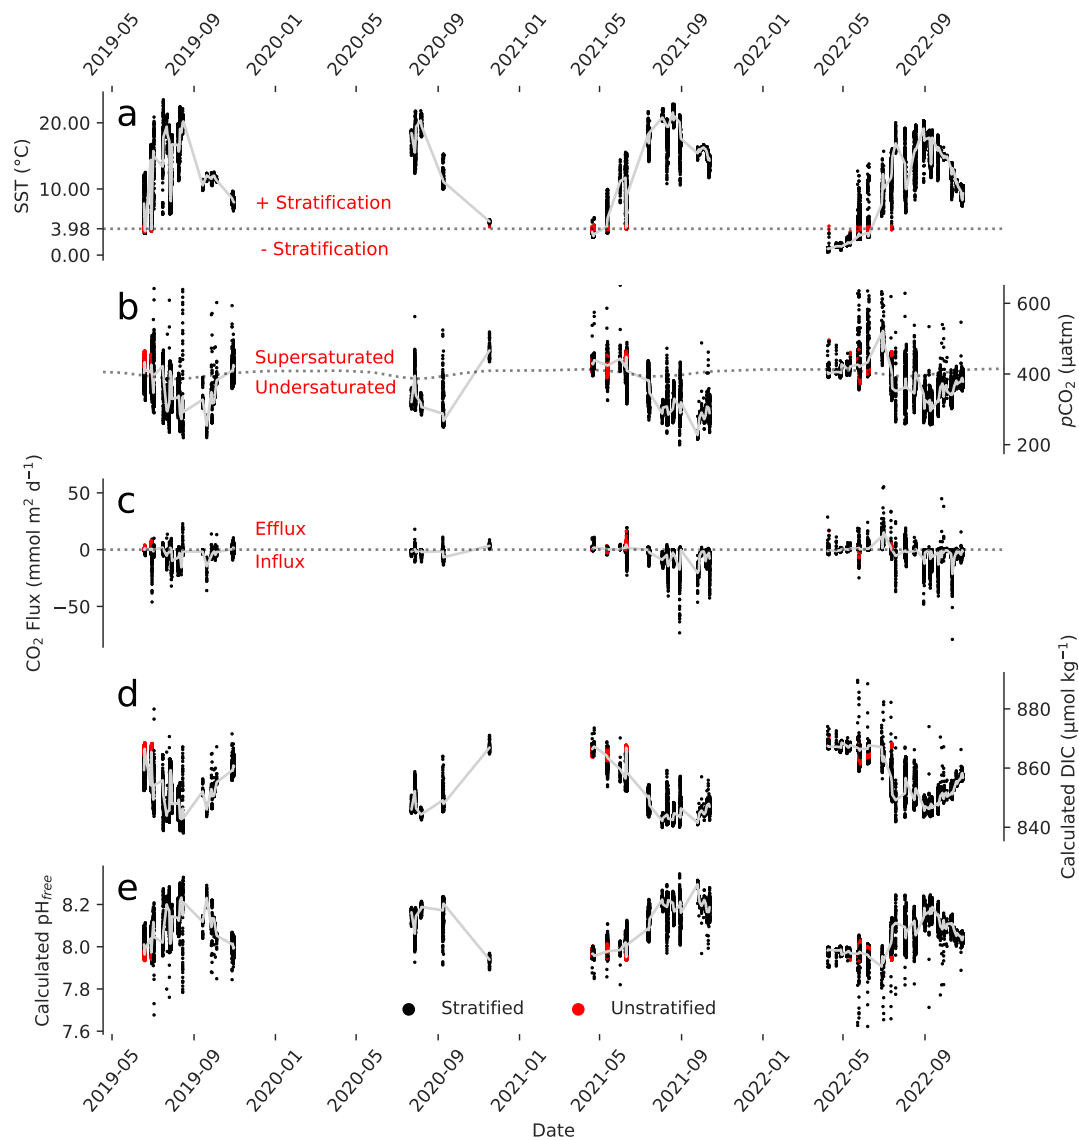 2019-05 2019-09 2020-01 2020-05 2020-09 2021-01 2021-05 2021-09 2022-01 2022-05 2022-09
a
SST (°C)
20.00
10.00
3.98
0.00
+ Stratification
- Stratification
b
Supersaturated
Undersaturated
600
400
200
pCO₂ (µatm)
c
CO₂ Flux (mmol m² d⁻¹)
50
0
−50
Efflux
Influx
d
880
860
840
Calculated DIC (µmol kg⁻¹)
e
Calculated pH_free
8.2
8.0
7.8
7.6
Stratified Unstratified
2019-05 2019-09 2020-01 2020-05 2020-09 2021-01 2021-05 2021-09 2022-01 2022-05 2022-09
Date